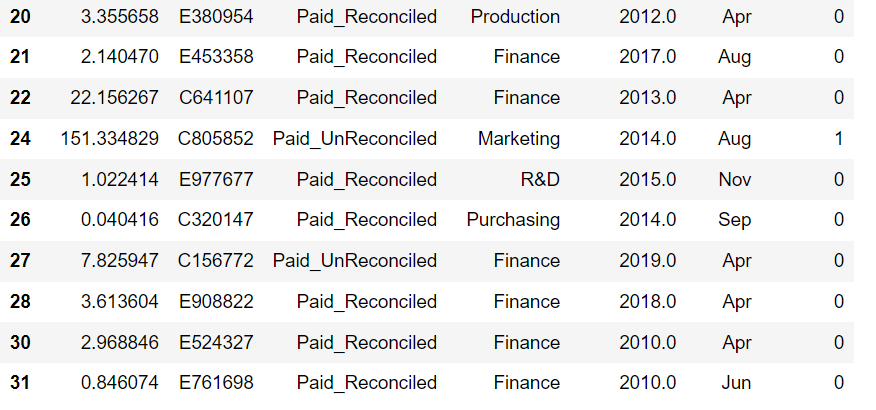 20 3.355658 E380954 Paid_Reconciled Production 2012.0 Apr 0
21 2.140470 E453358 Paid_Reconciled Finance 2017.0 Aug 0
22 22.156267 C641107 Paid_Reconciled Finance 2013.0 Apr 0
24 151.334829 C805852 Paid_UnReconciled Marketing 2014.0 Aug 1
25 1.022414 E977677 Paid_Reconciled R&D 2015.0 Nov 0
26 0.040416 C320147 Paid_Reconciled Purchasing 2014.0 Sep 0
27 7.825947 C156772 Paid_UnReconciled Finance 2019.0 Apr 0
28 3.613604 E908822 Paid_Reconciled Finance 2018.0 Apr 0
30 2.968846 E524327 Paid_Reconciled Finance 2010.0 Apr 0
31 0.846074 E761698 Paid_Reconciled Finance 2010.0 Jun 0